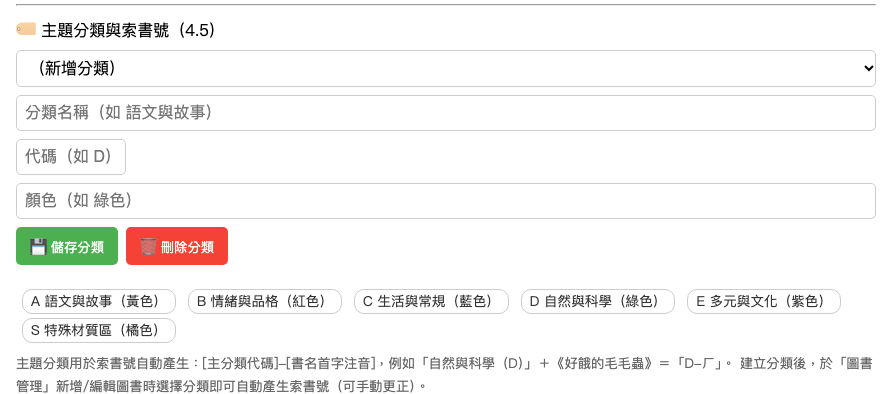 主題分類與索書號（4.5）
（新增分類）
分類名稱（如 語文與故事）
代碼（如 D）
顏色（如 綠色）
儲存分類 刪除分類
A 語文與故事（黃色） B 情緒與品格（紅色） C 生活與常規（藍色） D 自然與科學（綠色） E 多元與文化（紫色）
S 特殊材質區（橘色）
主題分類用於索書號自動產生：[主分類代碼]–[書名首字注音]，例如「自然與科學（D）」＋《好餓的毛毛蟲》＝「D–ㄏ」。 建立分類後，於「圖書
管理」新增/編輯圖書時選擇分類即可自動產生索書號（可手動更正）。